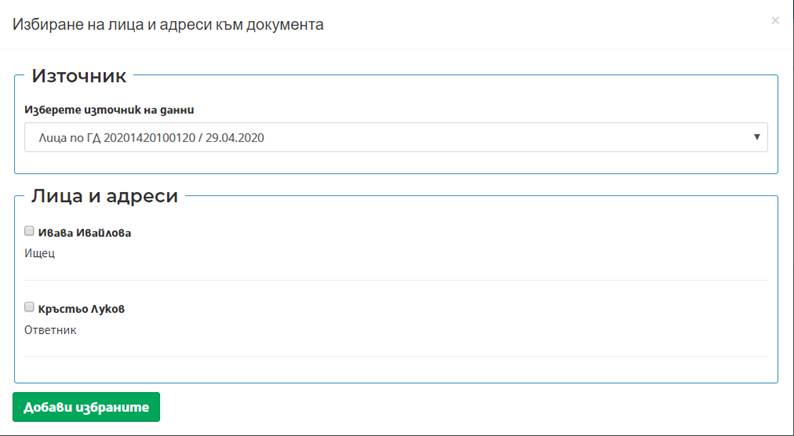 Избиране на лица и адреси към документа
×
Източник
Изберете източник на данни
Лица по ГД 20201420100120 / 29.04.2020
Лица и адреси
Ивава Ивайлова
Ищец
Кръстьо Луков
Ответник
Добави избраните